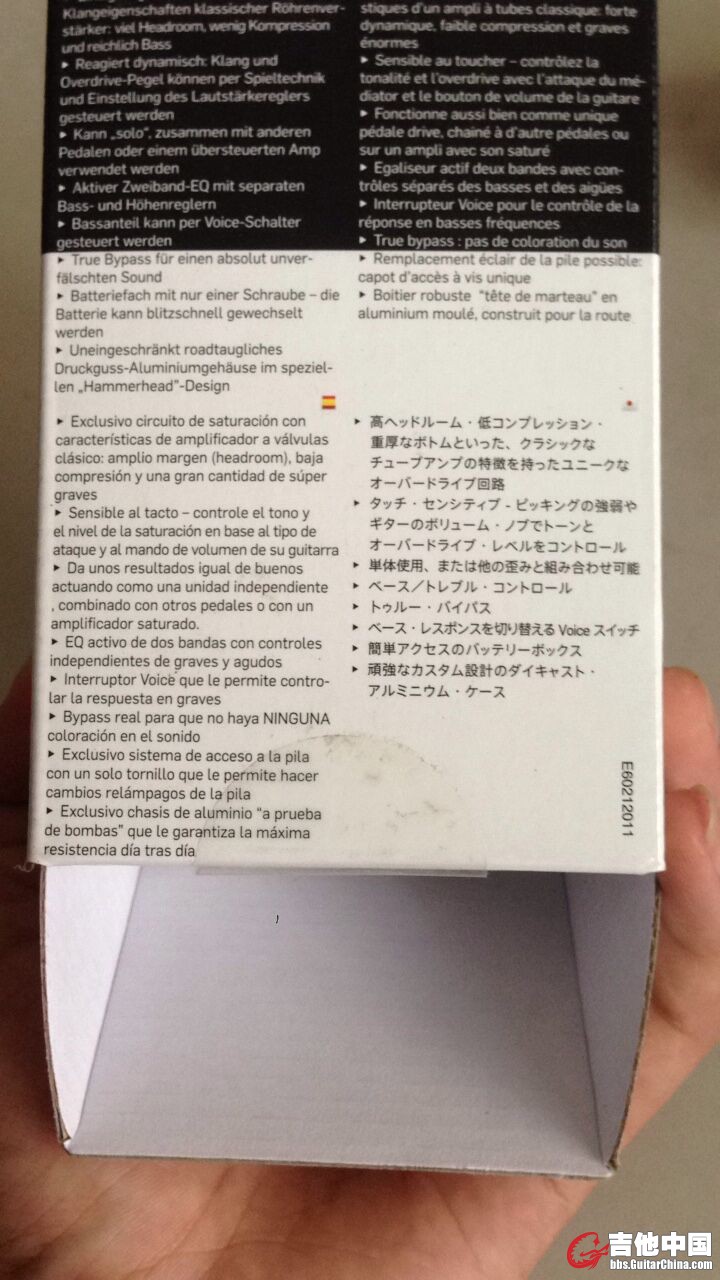 Klangeigenschaften klassischer Röhrenver-
stärker: viel Headroom, wenig Kompression
und reichlich Bass
▸ Reagiert dynamisch: Klang und
Overdrive-Pegel können per Spieltechnik
und Einstellung des Lautstärkereglers
gesteuert werden
▸ Kann „solo“, zusammen mit anderen
Pedalen oder einem übersteuerten Amp
verwendet werden
▸ Aktiver Zweiband-EQ mit separaten
Bass- und Höhenreglern
▸ Bassanteil kann per Voice-Schalter
gesteuert werden
▸ True Bypass für einen absolut unver-
fälschten Sound
▸ Batteriefach mit nur einer Schraube – die
Batterie kann blitzschnell gewechselt
werden
▸ Uneingeschränkt roadtaugliches
Druckguss-Aluminiumgehäuse im speziel-
len „Hammerhead”-Design
stiques d'un ampli à tubes classique: forte
dynamique, faible compression et graves
énormes
▸ Sensible au toucher – contrôlez la
tonalité et l'overdrive avec l'attaque du mé-
diator et le bouton de volume de la guitare
▸ Fonctionne aussi bien comme unique
pédale drive, chainé à d'autre pédales ou
sur un ampli avec son saturé
▸ Egaliseur actif deux bandes avec con-
trôles séparés des basses et des aigües
▸ Interrupteur Voice pour le contrôle de la
réponse en basses fréquences
▸ True bypass : pas de coloration du son
▸ Remplacement éclair de la pile possible:
capot d'accès à vis unique
▸ Boitier robuste "tête de marteau" en
aluminium moulé, construit pour la route
▸ Exclusivo circuito de saturación con
características de amplificador a válvulas
clásico: amplio margen (headroom), baja
compresión y una gran cantidad de súper
graves
▸ Sensible al tacto – controle el tono y
el nivel de la saturación en base al tipo de
ataque y al mando de volumen de su guitarra
▸ Da unos resultados igual de buenos
actuando como una unidad independiente
, combinado con otros pedales o con un
amplificador saturado.
▸ EQ activo de dos bandas con controles
independientes de graves y agudos
▸ Interruptor Voice que le permite contro-
lar la respuesta en graves
▸ Bypass real para que no haya NINGUNA
coloración en el sonido
▸ Exclusivo sistema de acceso a la pila
con un solo tornillo que le permite hacer
cambios relámpagos de la pila
▸ Exclusivo chasis de aluminio “a prueba
de bombas” que le garantiza la máxima
resistencia día tras día
▸ 高ヘッドルーム・低コンプレッション・
重厚なボトムといった、クラシックな
チューブアンプの特徴を持ったユニークな
オーバードライブ回路
▸ タッチ・センシティブ - ピッキングの強弱や
ギターのボリューム・ノブでトーンと
オーバードライブ・レベルをコントロール
▸ 単体使用、または他の歪みと組み合わせ可能
▸ ベース／トレブル・コントロール
▸ トゥルー・バイパス
▸ ベース・レスポンスを切り替える Voice スイッチ
▸ 簡単アクセスのバッテリーボックス
▸ 頑強なカスタム設計のダイキャスト・
アルミニウム・ケース
E60212011
吉他中国
bbs.GuitarChina.com